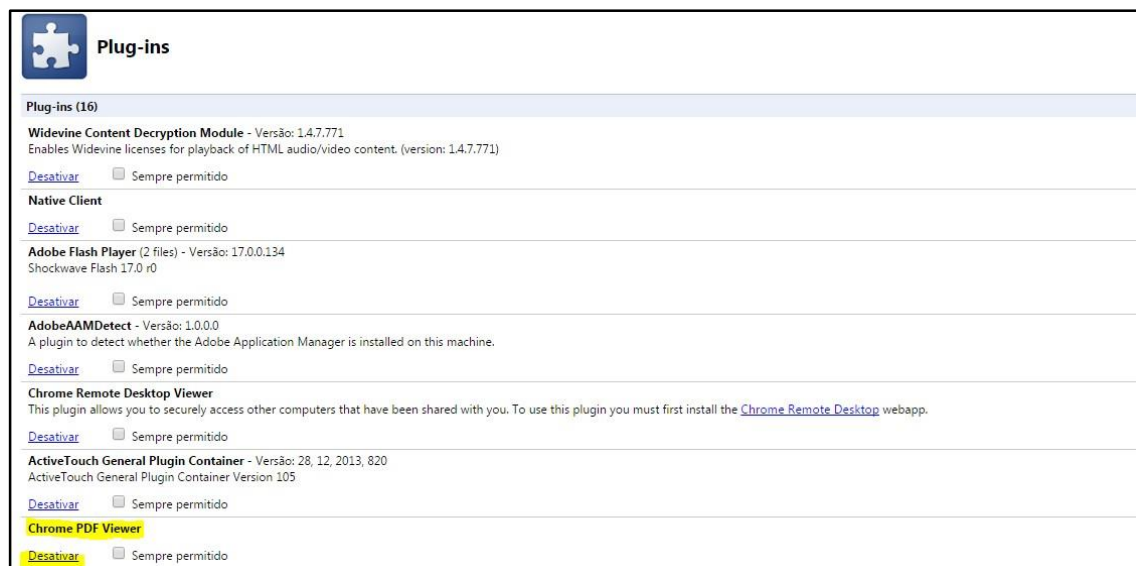 Plug-ins
Plug-ins (16)
Widevine Content Decryption Module - Versão: 1.4.7.771
Enables Widevine licenses for playback of HTML audio/video content. (version: 1.4.7.771)
Desativar Sempre permitido
Native Client
Desativar Sempre permitido
Adobe Flash Player (2 files) - Versão: 17.0.0.134
Shockwave Flash 17.0 r0
Desativar Sempre permitido
AdobeAAMDetect - Versão: 1.0.0.0
A plugin to detect whether the Adobe Application Manager is installed on this machine.
Desativar Sempre permitido
Chrome Remote Desktop Viewer
This plugin allows you to securely access other computers that have been shared with you. To use this plugin you must first install the Chrome Remote Desktop webapp.
Desativar Sempre permitido
ActiveTouch General Plugin Container - Versão: 28, 12, 2013, 820
ActiveTouch General Plugin Container Version 105
Desativar Sempre permitido
Chrome PDF Viewer
Desativar Sempre permitido